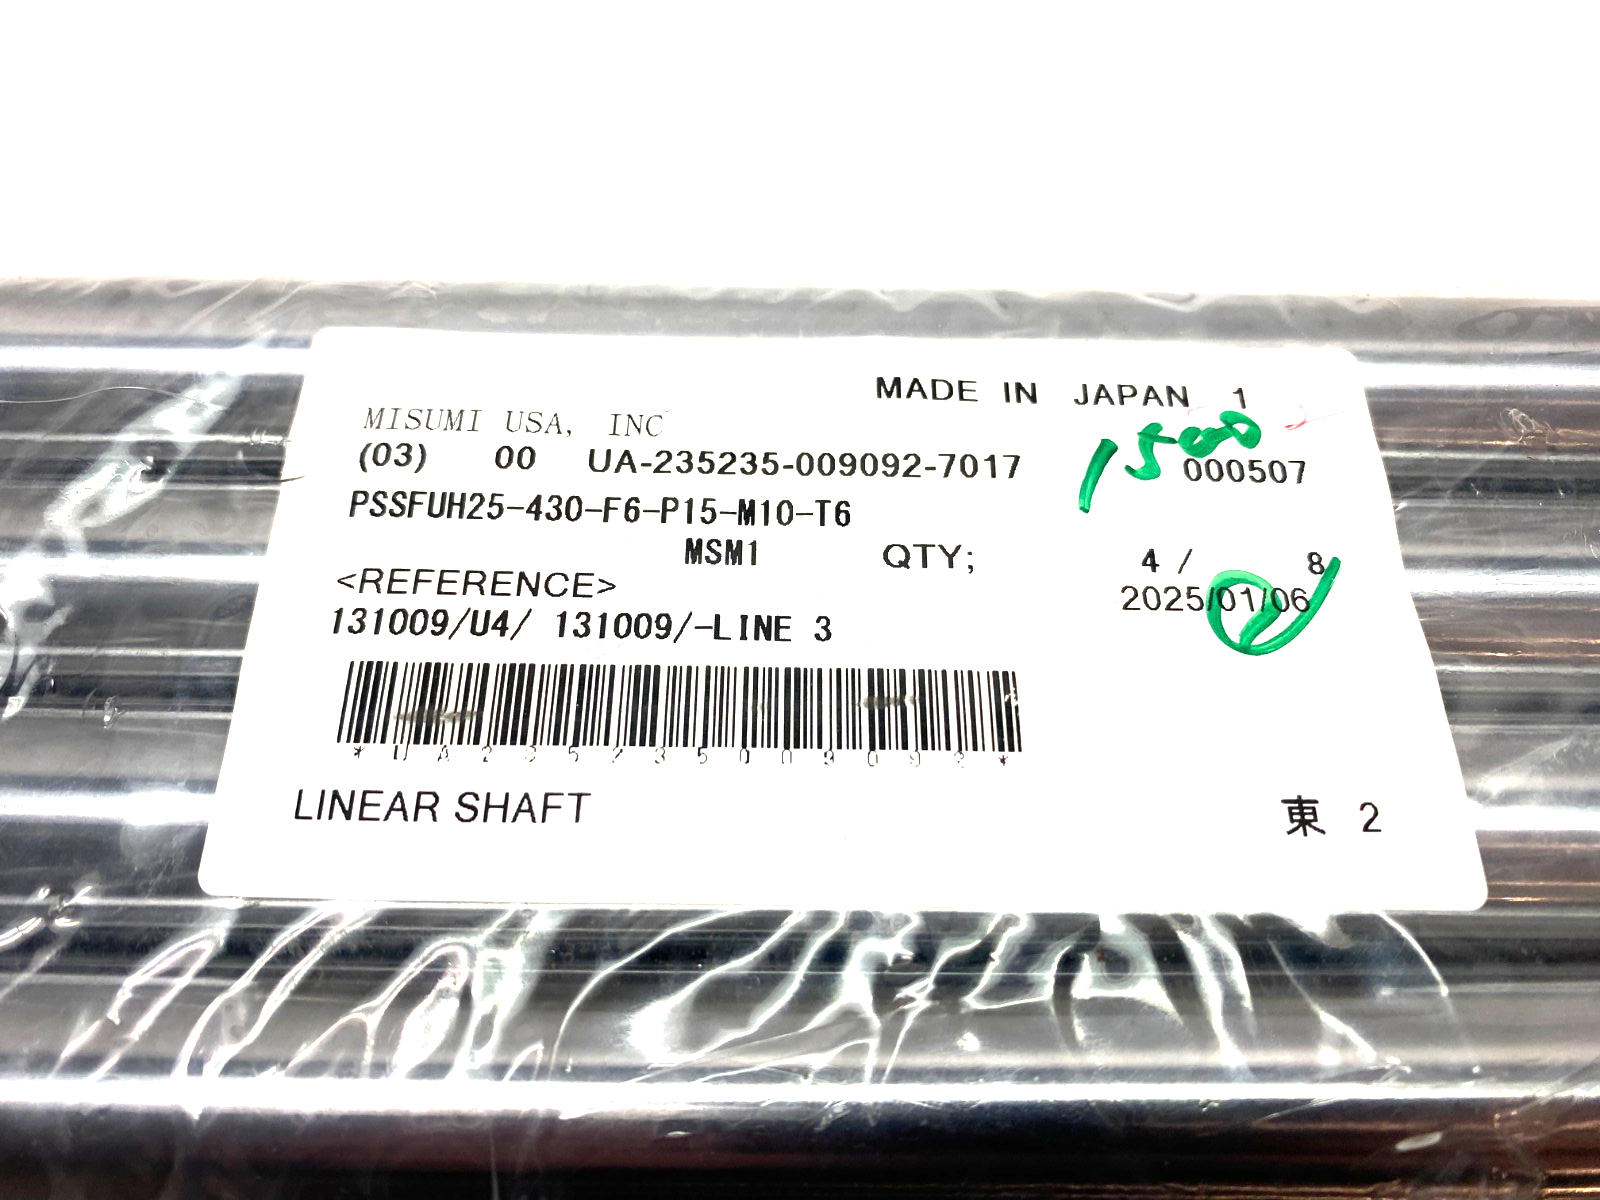 MADE IN JAPAN 1
MISUMI USA, INC
(03) 00 UA-235235-009092-7017 1500 000507
PSSFUH25-430-F6-P15-M10-T6
MSM1 QTY; 4 / 8
<REFERENCE> 2025/01/06
131009/U4/ 131009/-LINE 3
*UA235235009092*
LINEAR SHAFT 東 2